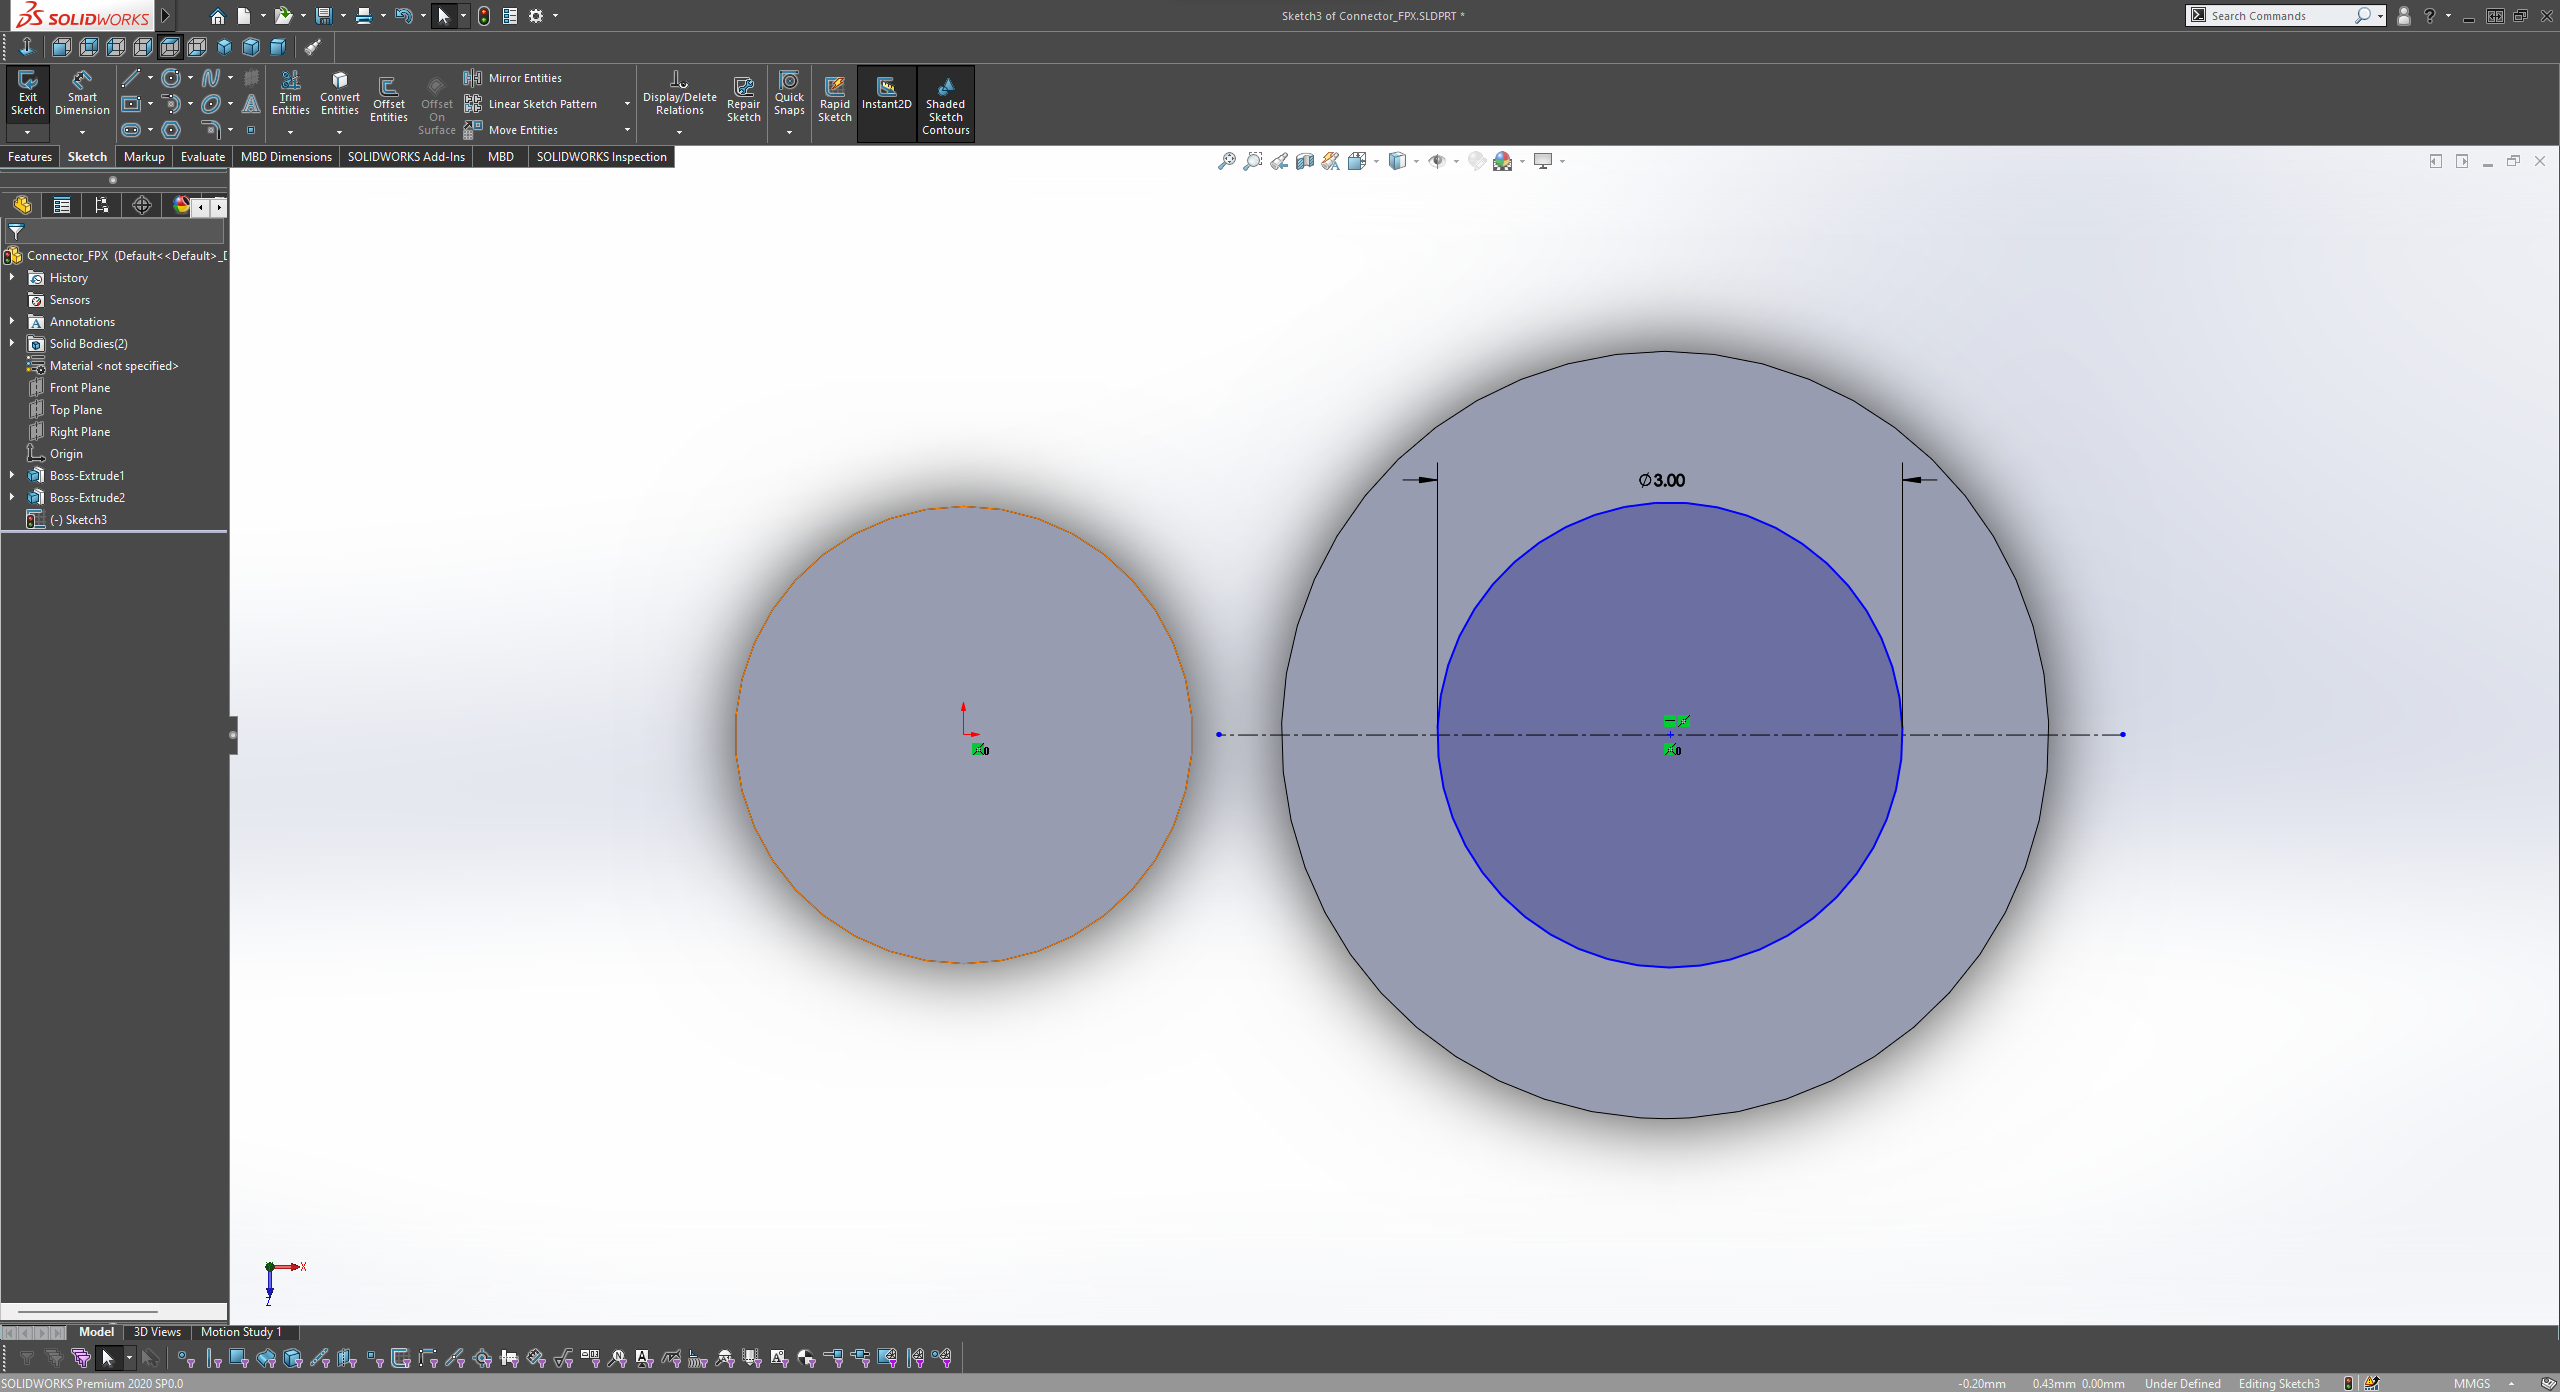 SOLIDWORKS
Sketch3 of Connector_FPX.SLDPRT *
Search Commands
Exit Sketch
Smart Dimension
Trim Entities
Convert Entities
Offset Entities
Offset On Surface
Mirror Entities
Linear Sketch Pattern
Move Entities
Display/Delete Relations
Repair Sketch
Quick Snaps
Rapid Sketch
Instant2D
Shaded Sketch Contours
Features Sketch Markup Evaluate MBD Dimensions SOLIDWORKS Add-Ins MBD SOLIDWORKS Inspection
Connector_FPX (Default<<Default>_
History
Sensors
Annotations
Solid Bodies(2)
Material <not specified>
Front Plane
Top Plane
Right Plane
Origin
Boss-Extrude1
Boss-Extrude2
(-) Sketch3
⌀3.00
0
0
X
Z
Model 3D Views Motion Study 1
SOLIDWORKS Premium 2020 SP0.0
-0.20mm 0.43mm 0.00mm Under Defined Editing Sketch3 MMGS